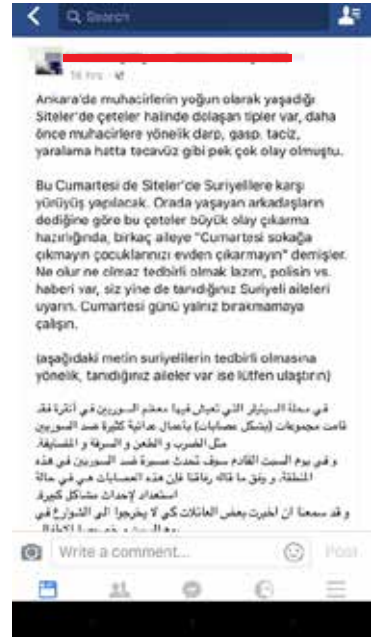 Search
16 hrs
Ankara'da muhacirlerin yoğun olarak yaşadığı
Siteler'de çeteler halinde dolaşan tipler var, daha
önce muhacirlere yönelik darp, gasp, taciz,
yaralama hatta tecavüz gibi pek çok olay olmuştu.
Bu Cumartesi de Siteler'de Suriyelilere karşı
yürüyüş yapılacak. Orada yaşayan arkadaşların
dediğine göre bu çeteler büyük olay çıkarma
hazırlığında, birkaç aileye "Cumartesi sokağa
çıkmayın çocuklarınızı evden çıkarmayın" demişler.
Ne olur ne olmaz tedbirli olmak lazım, polisin vs.
haberi var, siz yine de tanıdığınız Suriyeli aileleri
uyarın. Cumartesi günü yalnız bırakmamaya
çalışın.
(aşağıdaki metin suriyelilerin tedbirli olmasına
yönelik, tanıdığınız aileler var ise lütfen ulaştırın)
في محلة السيتلر التي تعيش فيها معظم السوريين في أنقرة فقد
قامت مجموعات (بشكل عصابات) بأعمال عدائية كثيرة ضد السوريين
مثل الضرب و الطعن و السرقة و المضايقة.
و في يوم السبت القادم سوف تحدث مسيرة ضد السوريين في هذه
المنطقة. و وفق ما قاله رفاقنا فإن هذه العصابات هي في حالة
استعداد لإحداث مشاكل كبيرة.
و قد سمعنا ان اخبرت بعض العائلات كي لا يخرجوا الى الشوارع في
Write a comment...
Post